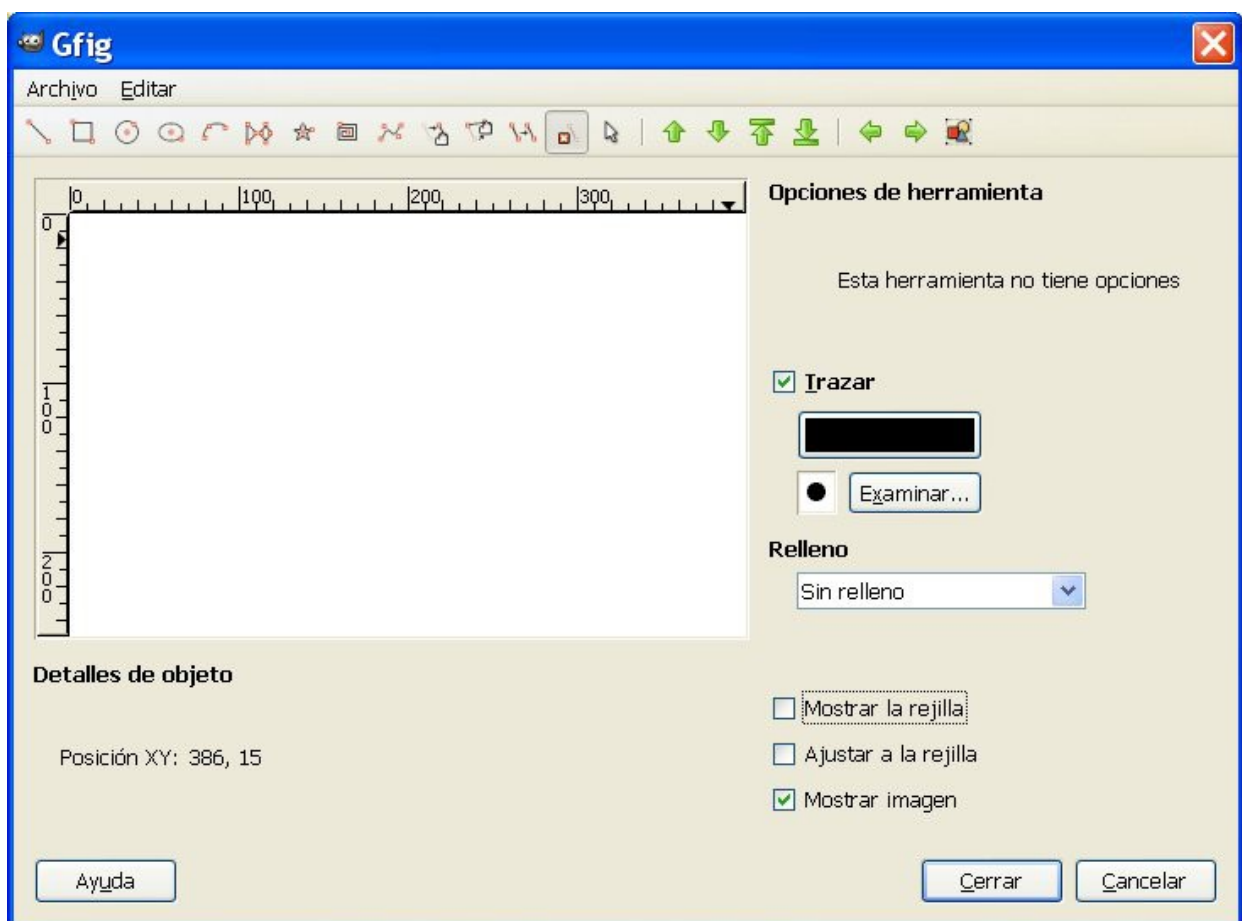 Gfig
Archivo Editar
0 100 200 300
Opciones de herramienta
0
Esta herramienta no tiene opciones
Trazar
100
Examinar...
Relleno
200
Sin relleno
Detalles de objeto
Mostrar la rejilla
Posición XY: 386, 15
Ajustar a la rejilla
Mostrar imagen
Ayuda
Cerrar
Cancelar